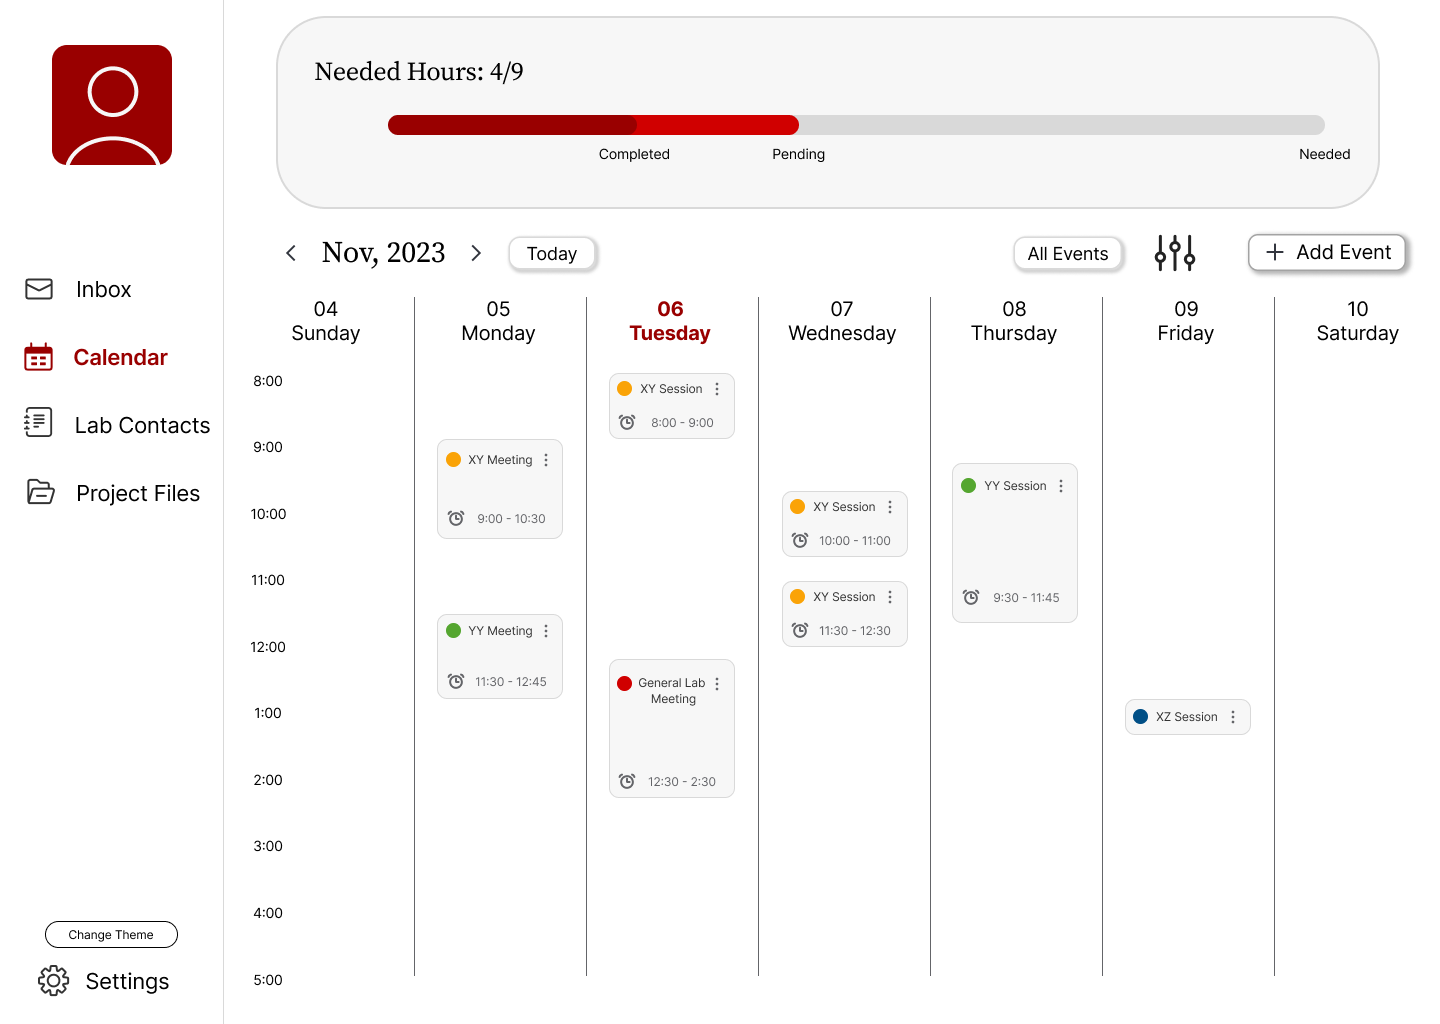 Needed Hours: 4/9
Completed
Pending
Needed
Inbox
Calendar
Lab Contacts
Project Files
Change Theme
Settings
Nov, 2023
Today
All Events
+ Add Event
04
Sunday
05
Monday
06
Tuesday
07
Wednesday
08
Thursday
09
Friday
10
Saturday
8:00
9:00
10:00
11:00
12:00
1:00
2:00
3:00
4:00
5:00
XY Meeting
9:00 - 10:30
YY Meeting
11:30 - 12:45
XY Session
8:00 - 9:00
General Lab
Meeting
12:30 - 2:30
XY Session
10:00 - 11:00
XY Session
11:30 - 12:30
YY Session
9:30 - 11:45
XZ Session